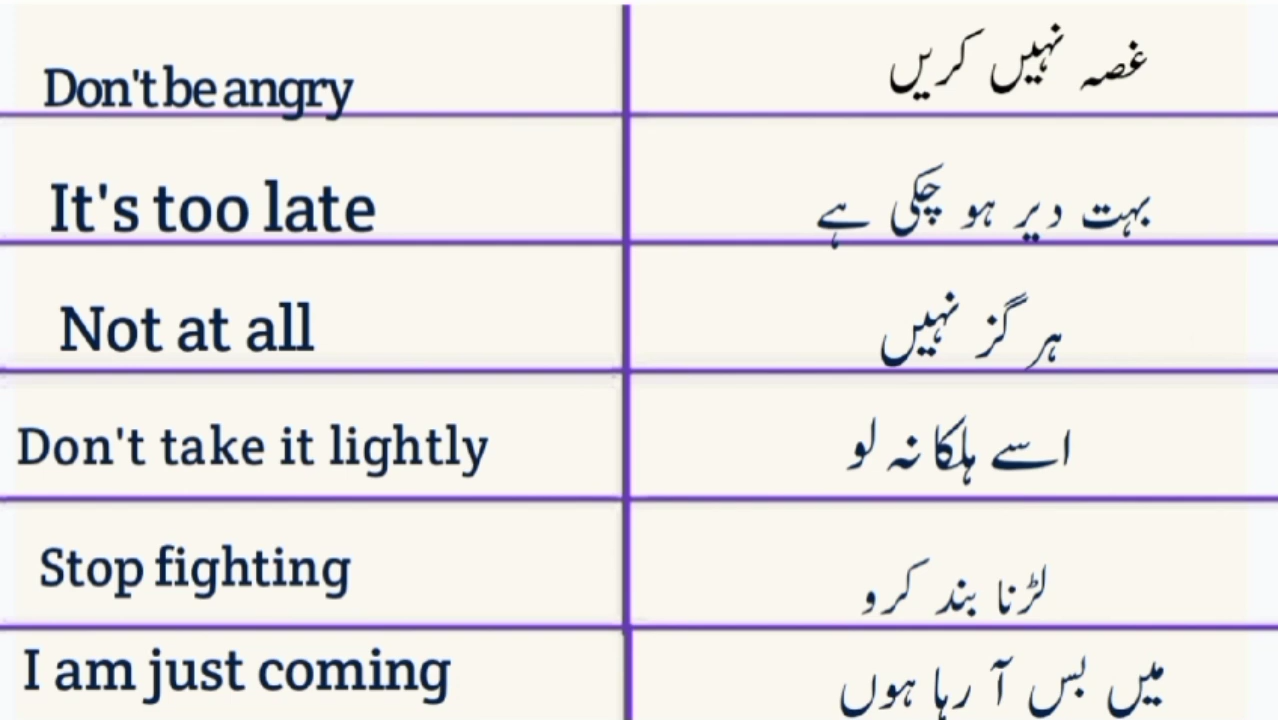 Don't be angry
غصہ نہیں کریں
It's too late
بہت دیر ہو چکی ہے
Not at all
ہر گز نہیں
Don't take it lightly
اسے ہلکا نہ لو
Stop fighting
لڑنا بند کرو
I am just coming
میں بس آ رہا ہوں